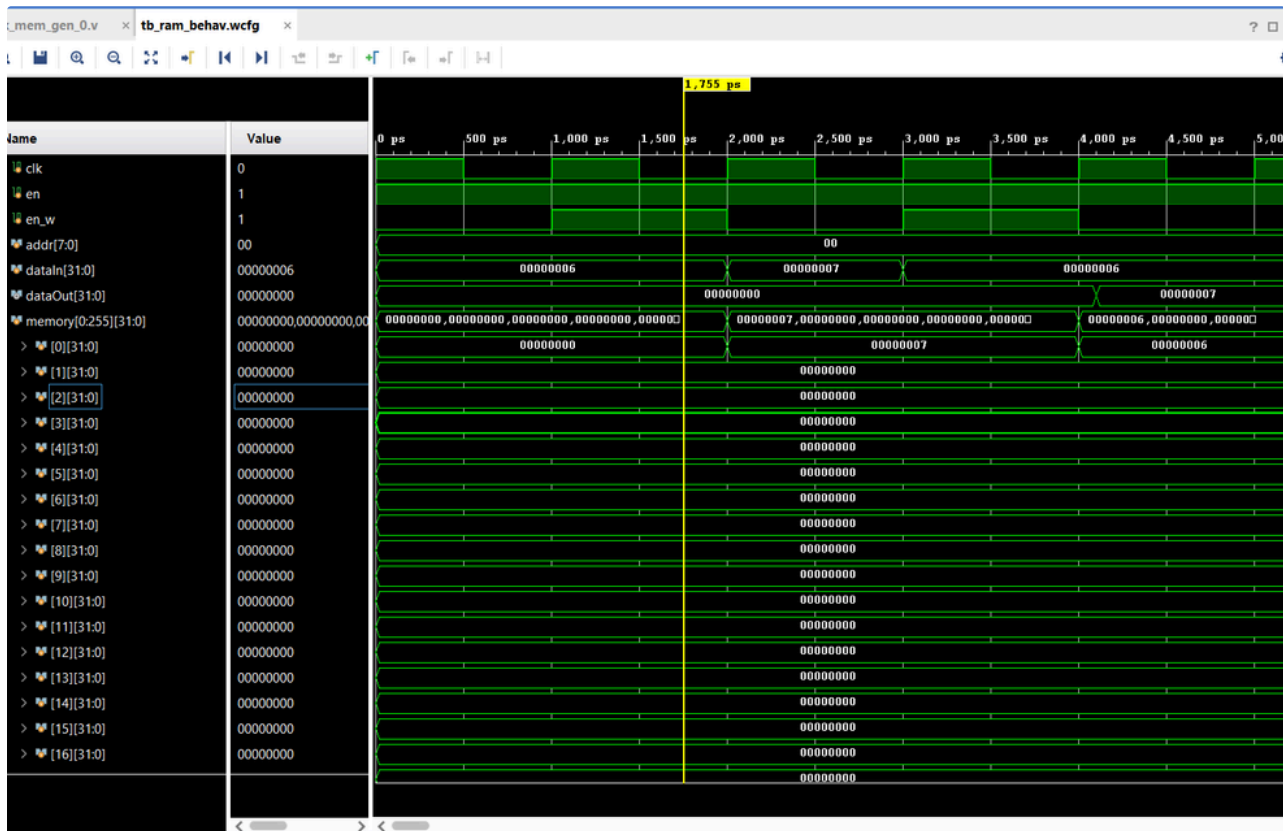 _mem_gen_0.v × tb_ram_behav.wcfg × ?
1,755 ps
Name Value 0 ps 500 ps 1,000 ps 1,500 ps 2,000 ps 2,500 ps 3,000 ps 3,500 ps 4,000 ps 4,500 ps 5,00
clk 0
en 1
en_w 1
addr[7:0] 00 00
dataIn[31:0] 00000006 00000006 00000007 00000006
dataOut[31:0] 00000000 00000000 00000007
memory[0:255][31:0] 00000000,00000000,00 00000000,00000000,00000000,00000000,00000□ 00000007,00000000,00000000,00000000,00000□ 00000006,00000000,00000□
[0][31:0] 00000000 00000000 00000007 00000006
[1][31:0] 00000000 00000000
[2][31:0] 00000000 00000000
[3][31:0] 00000000 00000000
[4][31:0] 00000000 00000000
[5][31:0] 00000000 00000000
[6][31:0] 00000000 00000000
[7][31:0] 00000000 00000000
[8][31:0] 00000000 00000000
[9][31:0] 00000000 00000000
[10][31:0] 00000000 00000000
[11][31:0] 00000000 00000000
[12][31:0] 00000000 00000000
[13][31:0] 00000000 00000000
[14][31:0] 00000000 00000000
[15][31:0] 00000000 00000000
[16][31:0] 00000000 00000000
00000000